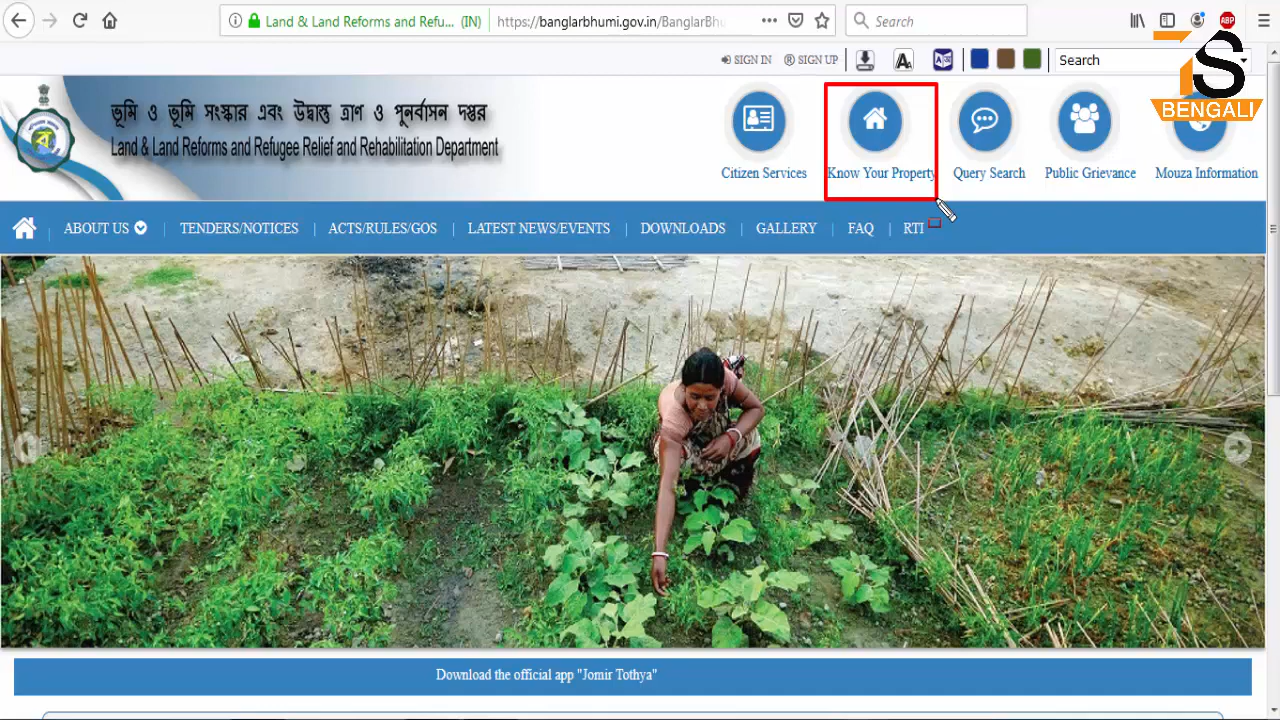 Land & Land Reforms and Refu... (IN)
https://banglarbhumi.gov.in/BanglarBhu
Search
SIGN IN
SIGN UP
Search
ABP
S
BENGALI
ভূমি ও ভূমি সংস্কার এবং উদ্বাস্তু ত্রাণ ও পূনর্বাসন দপ্তর
Land & Land Reforms and Refugee Relief and Rehabilitation Department
Citizen Services
Know Your Property
Query Search
Public Grievance
Mouza Information
ABOUT US
TENDERS/NOTICES
ACTS/RULES/GOS
LATEST NEWS/EVENTS
DOWNLOADS
GALLERY
FAQ
RTI
Download the official app "Jomir Tothya"